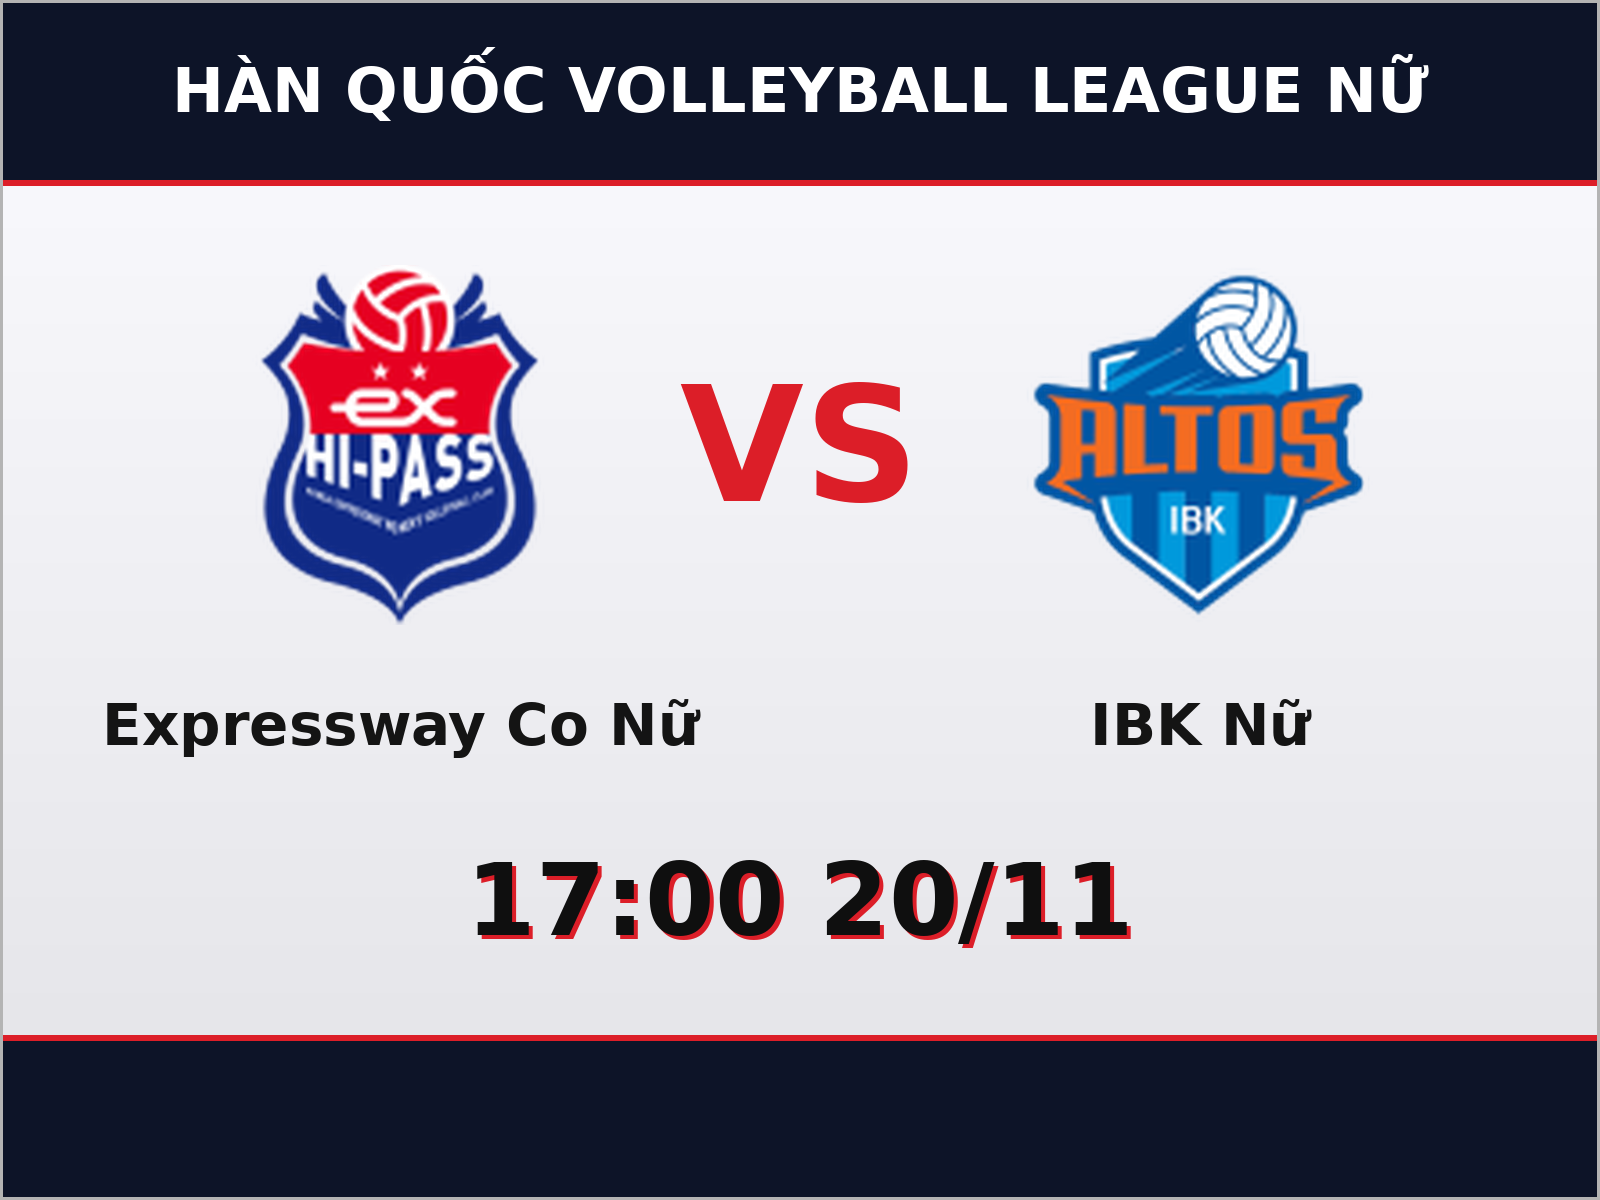 HÀN QUỐC VOLLEYBALL LEAGUE NỮ
ex
HI-PASS
VS
ALTOS
IBK
Expressway Co Nữ
IBK Nữ
17:00 20/11